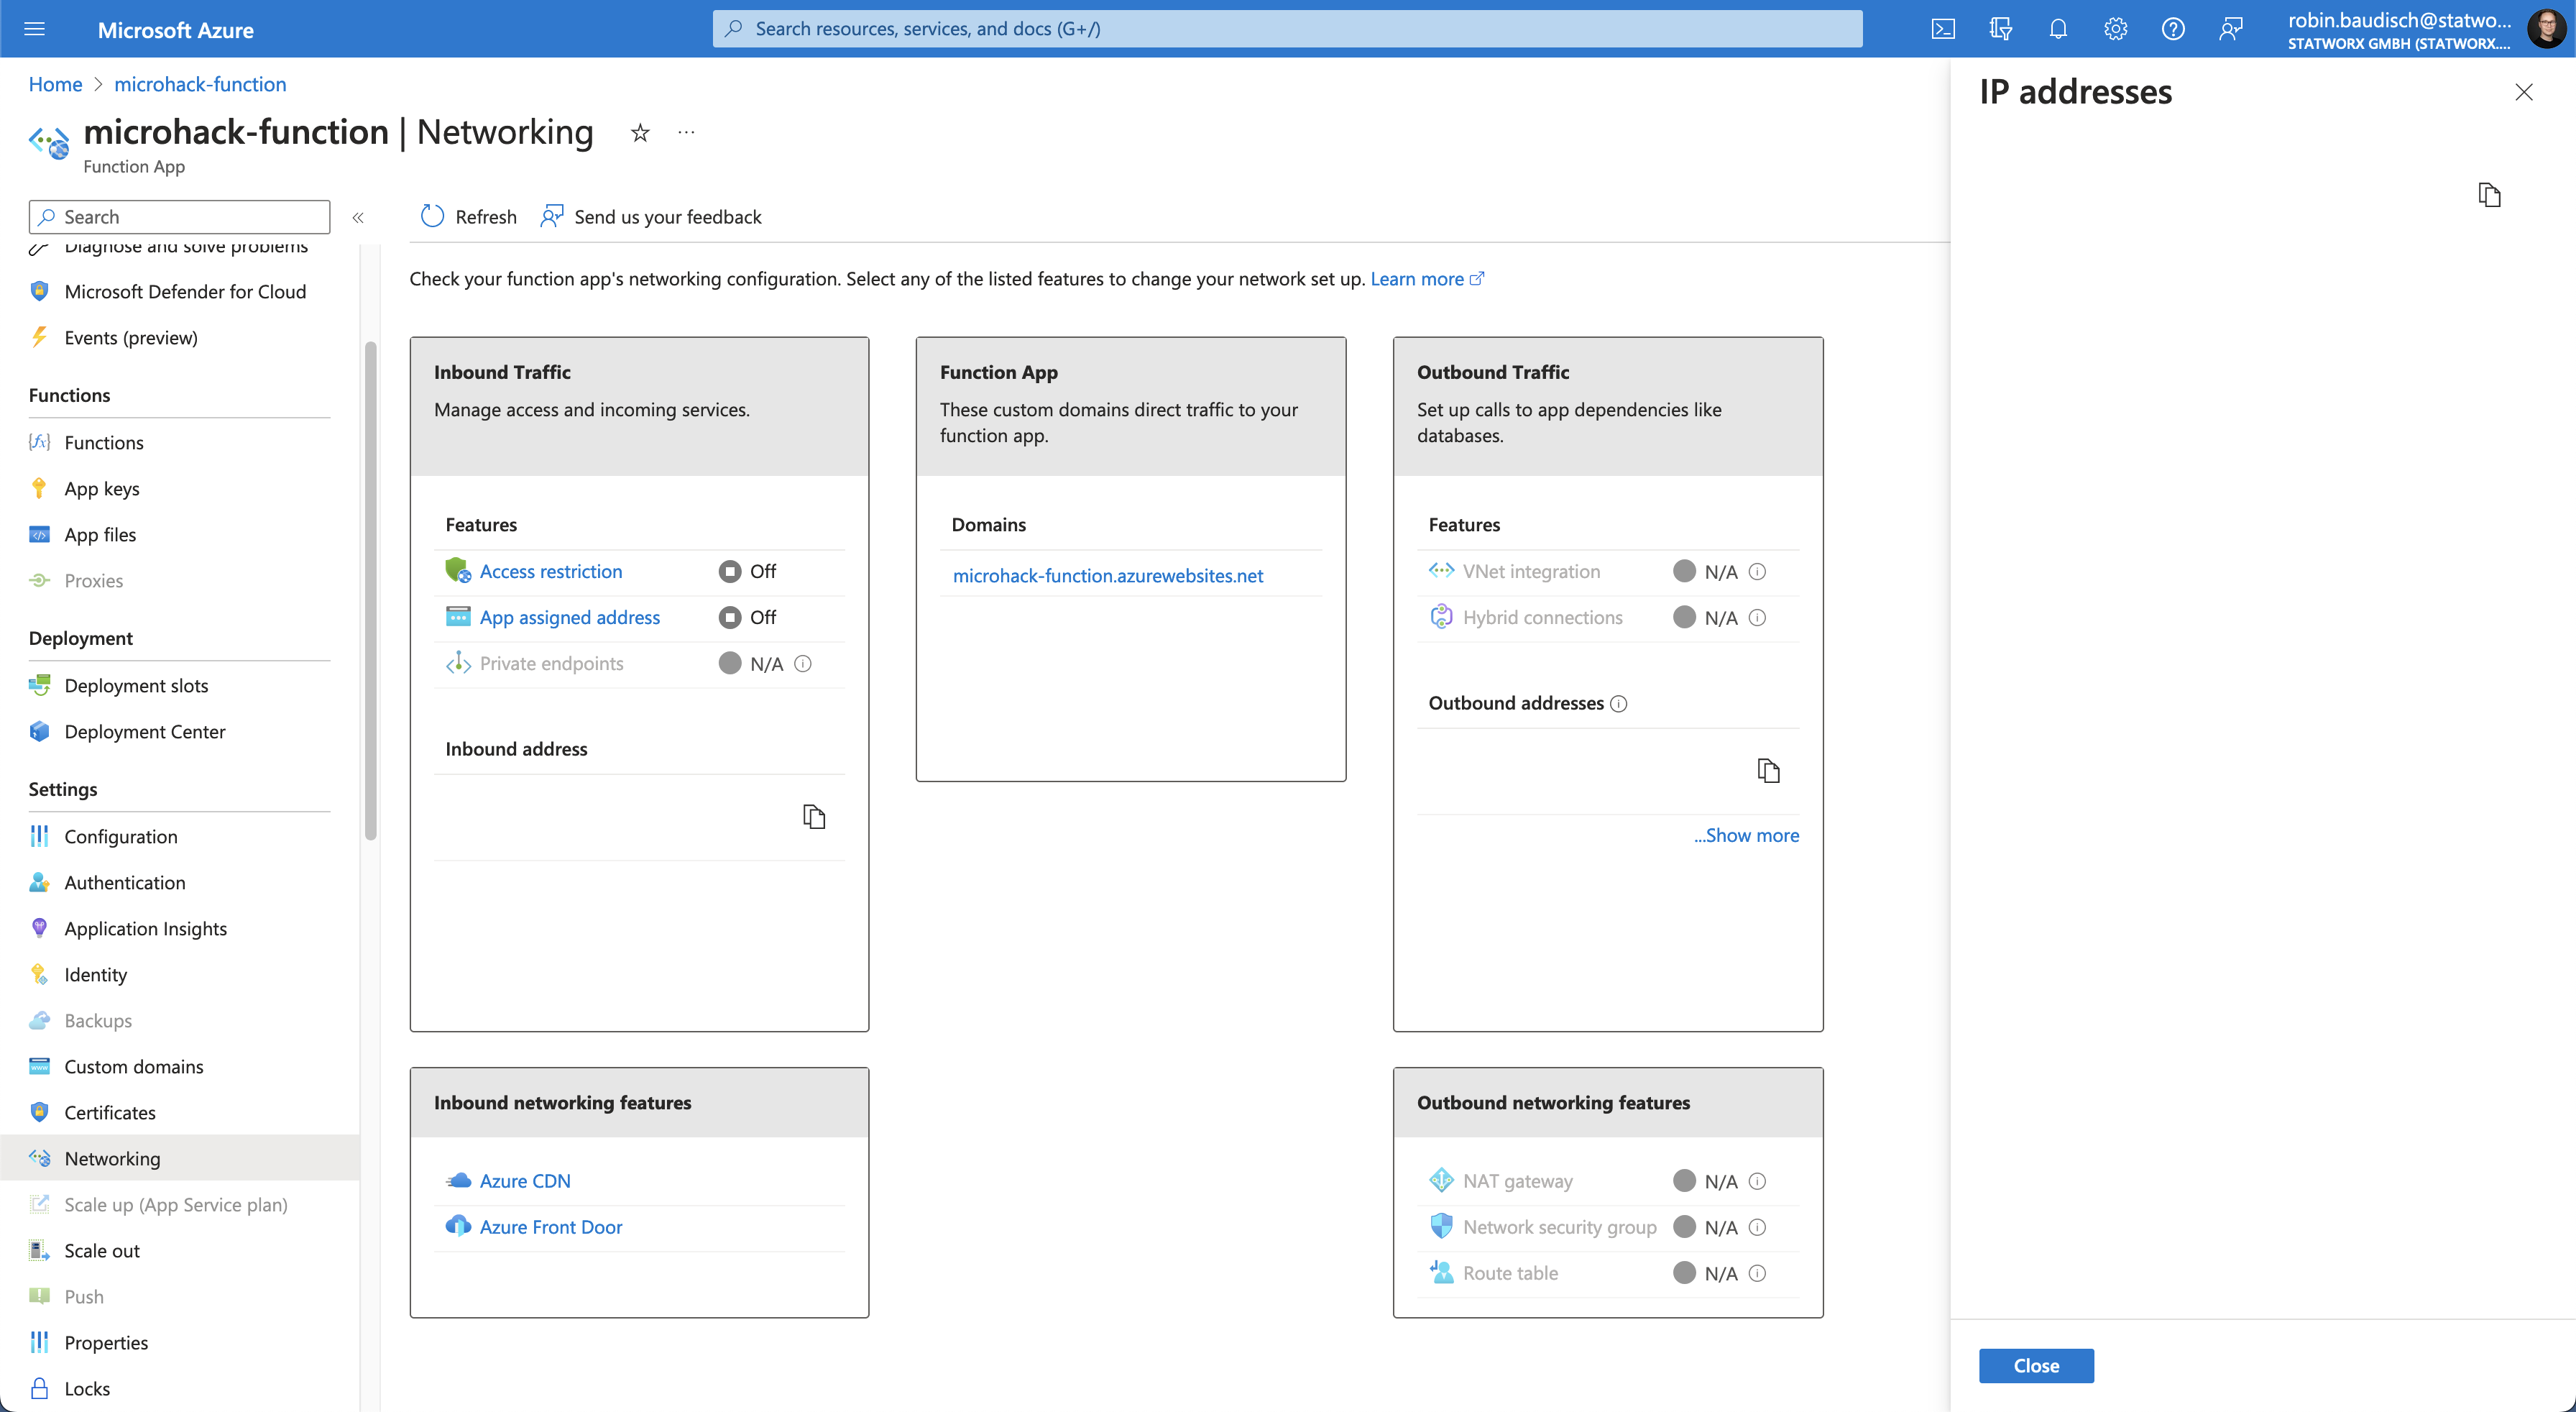 Microsoft Azure
Search resources, services, and docs (G+/)
robin.baudisch@statwo...
STATWORX GMBH (STATWORX....
Home > microhack-function
microhack-function | Networking
Function App
Search
Refresh
Send us your feedback
Diagnose and solve problems
Microsoft Defender for Cloud
Events (preview)
Functions
Functions
App keys
App files
Proxies
Deployment
Deployment slots
Deployment Center
Settings
Configuration
Authentication
Application Insights
Identity
Backups
Custom domains
Certificates
Networking
Scale up (App Service plan)
Scale out
Push
Properties
Locks
Check your function app's networking configuration. Select any of the listed features to change your network set up. Learn more
Inbound Traffic
Manage access and incoming services.
Features
Access restriction Off
App assigned address Off
Private endpoints N/A
Inbound address
Function App
These custom domains direct traffic to your
function app.
Domains
microhack-function.azurewebsites.net
Outbound Traffic
Set up calls to app dependencies like
databases.
Features
VNet integration N/A
Hybrid connections N/A
Outbound addresses
...Show more
Inbound networking features
Azure CDN
Azure Front Door
Outbound networking features
NAT gateway N/A
Network security group N/A
Route table N/A
IP addresses
Close